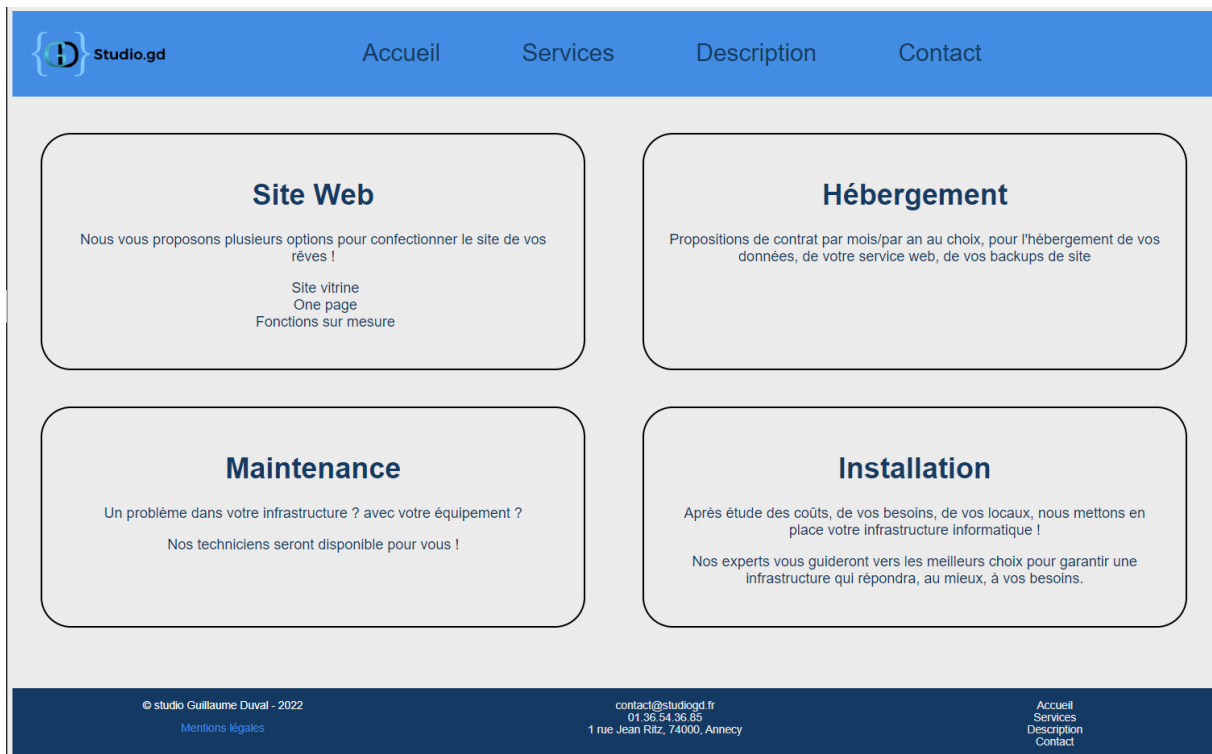 Studio.gd
Accueil
Services
Description
Contact
Site Web
Nous vous proposons plusieurs options pour confectionner le site de vos
rêves !
Site vitrine
One page
Fonctions sur mesure
Hébergement
Propositions de contrat par mois/par an au choix, pour l'hébergement de vos
données, de votre service web, de vos backups de site
Maintenance
Un problème dans votre infrastructure ? avec votre équipement ?
Nos techniciens seront disponible pour vous !
Installation
Après étude des coûts, de vos besoins, de vos locaux, nous mettons en
place votre infrastructure informatique !
Nos experts vous guideront vers les meilleurs choix pour garantir une
infrastructure qui répondra, au mieux, à vos besoins.
© studio Guillaume Duval - 2022
Mentions légales
contact@studiogd.fr
01.36.54.36.85
1 rue Jean Ritz, 74000, Annecy
Accueil
Services
Description
Contact